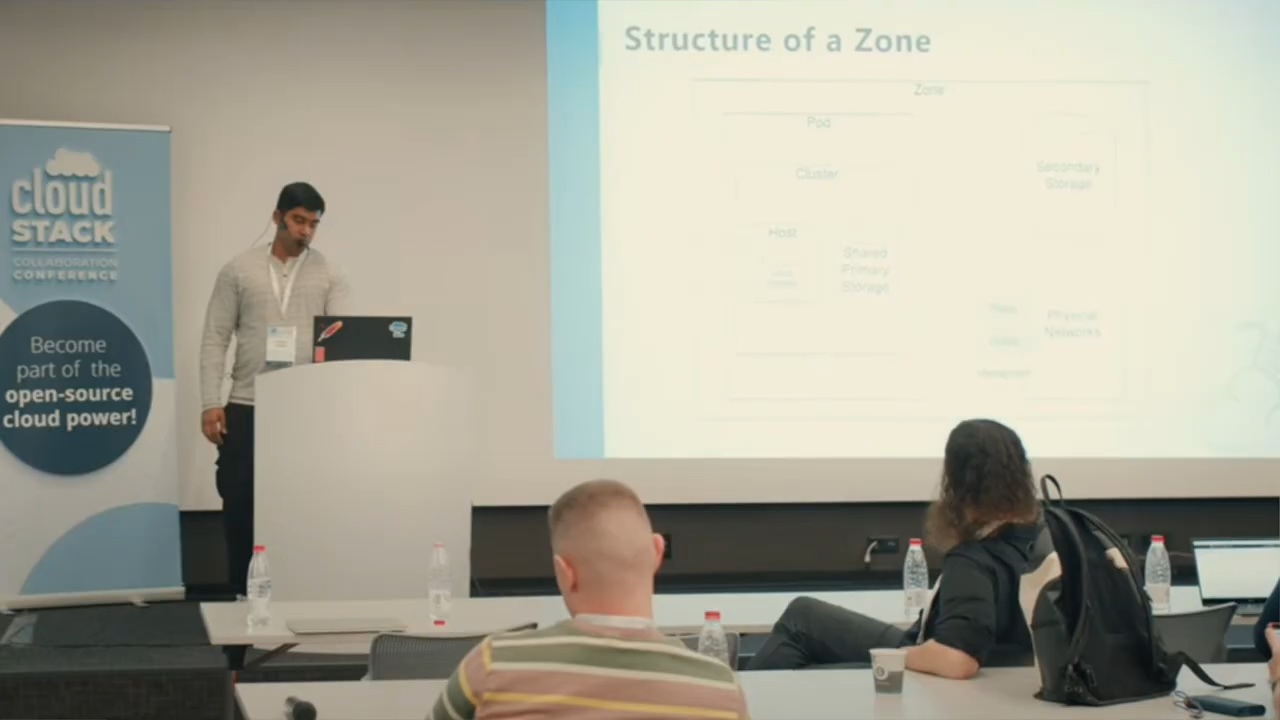 Structure of a Zone
Zone
Pod
Cluster
Secondary
Storage
Host
Shared
Primary
Storage
Physical
Networks
cloud
STACK
COLLABORATION
CONFERENCE
Become
part of the
open-source
cloud power!